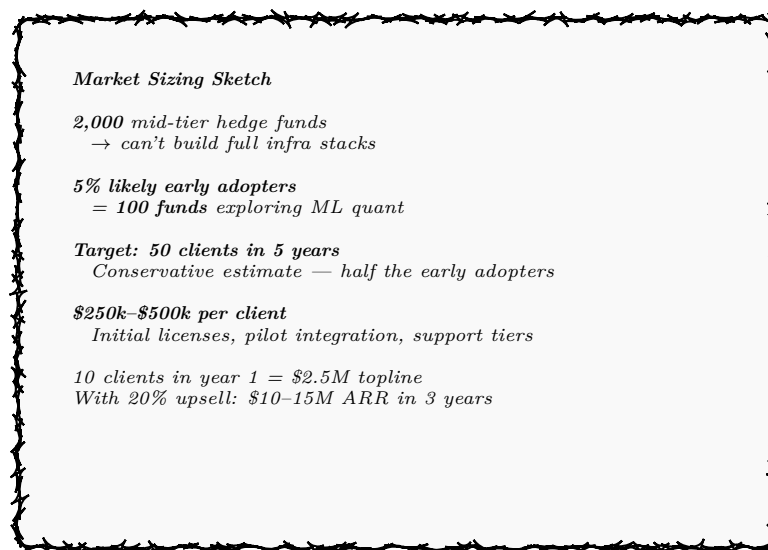 Market Sizing Sketch
2,000 mid-tier hedge funds
→ can't build full infra stacks
5% likely early adopters
= 100 funds exploring ML quant
Target: 50 clients in 5 years
Conservative estimate — half the early adopters
$250k–$500k per client
Initial licenses, pilot integration, support tiers
10 clients in year 1 = $2.5M topline
With 20% upsell: $10–15M ARR in 3 years